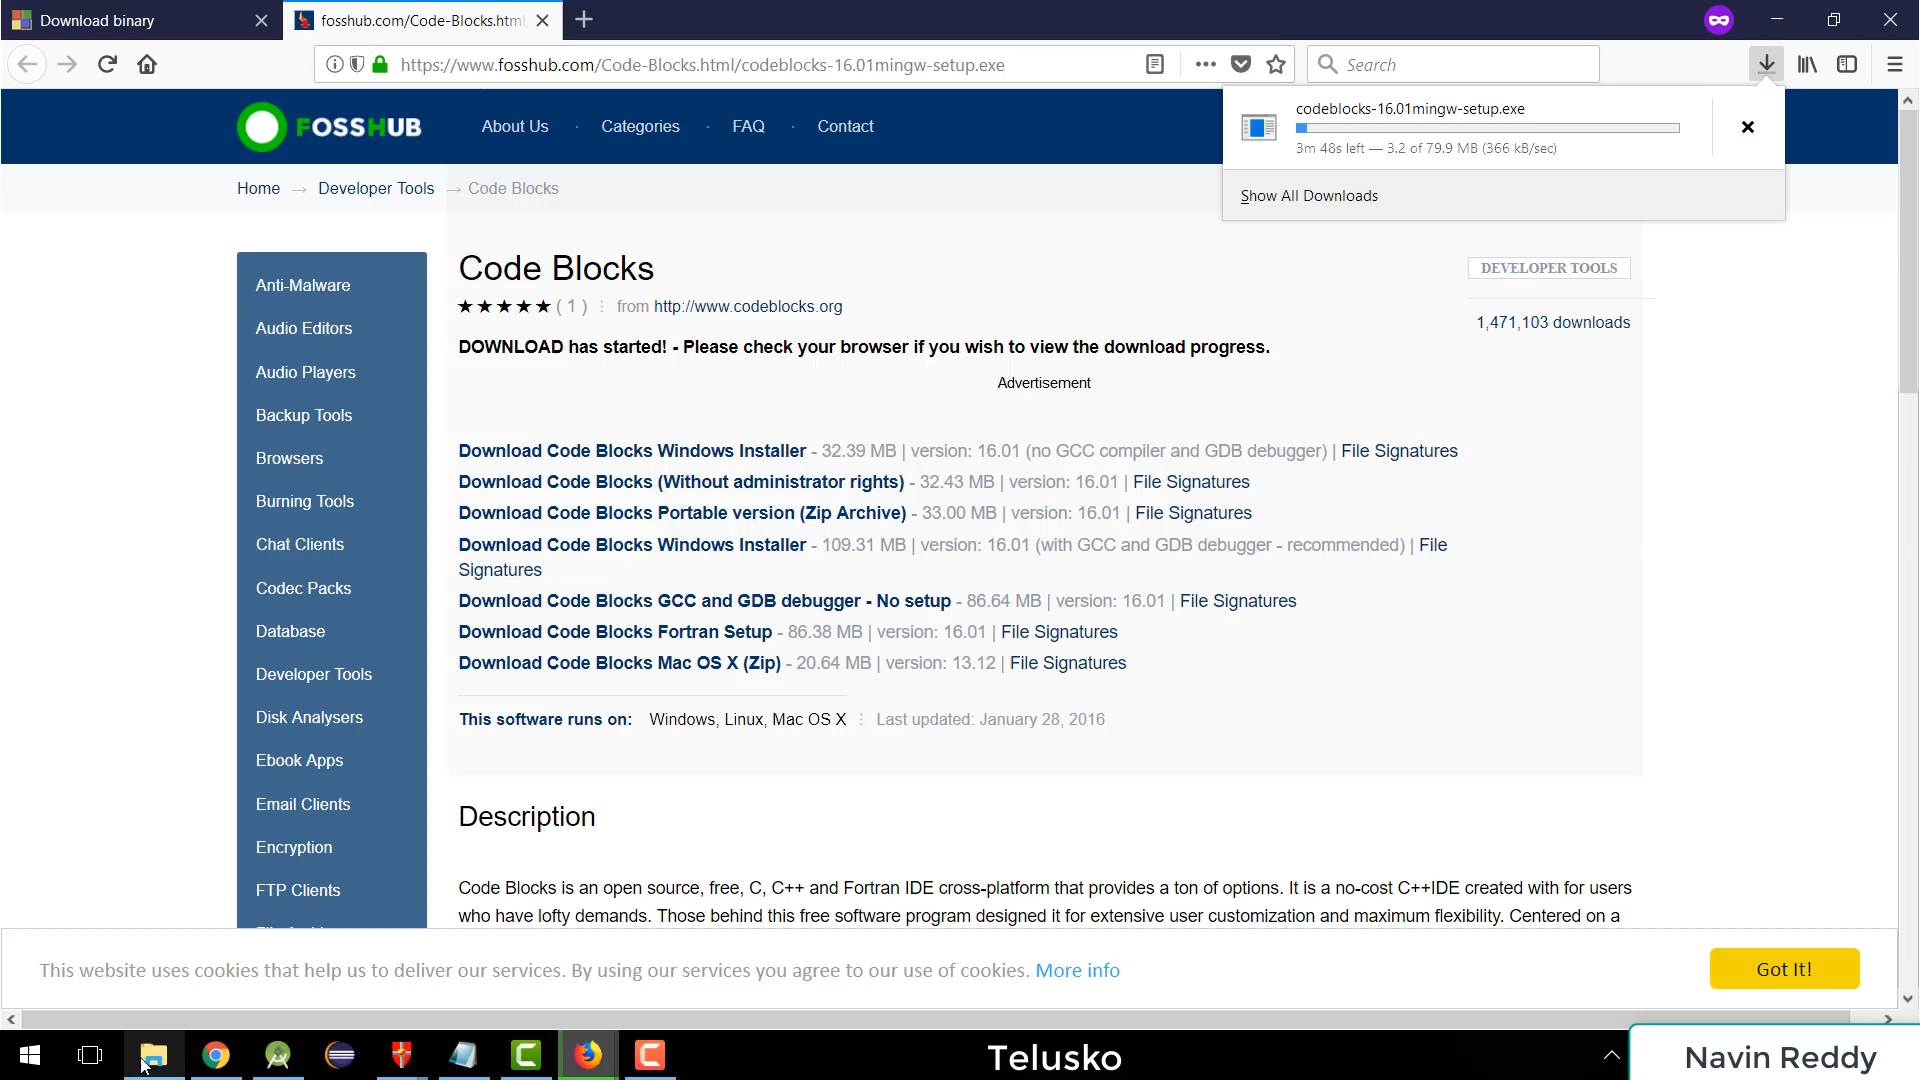 Download binary
fosshub.com/Code-Blocks.html
https://www.fosshub.com/Code-Blocks.html/codeblocks-16.01mingw-setup.exe
Search
codeblocks-16.01mingw-setup.exe
3m 48s left — 3.2 of 79.9 MB (366 kB/sec)
Show All Downloads
FOSSHUB
About Us · Categories · FAQ · Contact
Home → Developer Tools → Code Blocks
Anti-Malware
Audio Editors
Audio Players
Backup Tools
Browsers
Burning Tools
Chat Clients
Codec Packs
Database
Developer Tools
Disk Analysers
Ebook Apps
Email Clients
Encryption
FTP Clients
Code Blocks
★★★★★ ( 1 ) ⋮ from http://www.codeblocks.org
DEVELOPER TOOLS
1,471,103 downloads
DOWNLOAD has started! - Please check your browser if you wish to view the download progress.
Advertisement
Download Code Blocks Windows Installer - 32.39 MB | version: 16.01 (no GCC compiler and GDB debugger) | File Signatures
Download Code Blocks (Without administrator rights) - 32.43 MB | version: 16.01 | File Signatures
Download Code Blocks Portable version (Zip Archive) - 33.00 MB | version: 16.01 | File Signatures
Download Code Blocks Windows Installer - 109.31 MB | version: 16.01 (with GCC and GDB debugger - recommended) | File
Signatures
Download Code Blocks GCC and GDB debugger - No setup - 86.64 MB | version: 16.01 | File Signatures
Download Code Blocks Fortran Setup - 86.38 MB | version: 16.01 | File Signatures
Download Code Blocks Mac OS X (Zip) - 20.64 MB | version: 13.12 | File Signatures
This software runs on: Windows, Linux, Mac OS X ⋮ Last updated: January 28, 2016
Description
Code Blocks is an open source, free, C, C++ and Fortran IDE cross-platform that provides a ton of options. It is a no-cost C++IDE created with for users
who have lofty demands. Those behind this free software program designed it for extensive user customization and maximum flexibility. Centered on a
This website uses cookies that help us to deliver our services. By using our services you agree to our use of cookies. More info
Got It!
Telusko
Navin Reddy